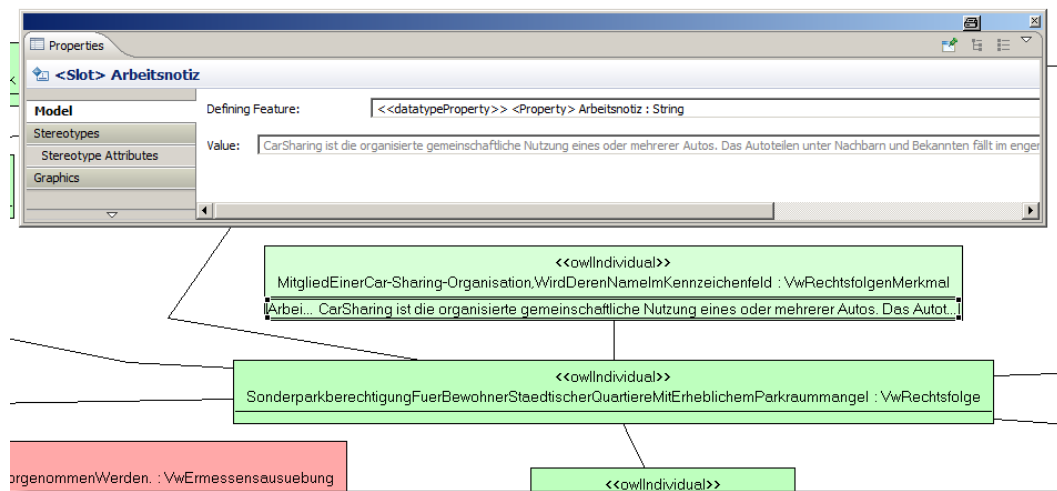 Properties
<Slot> Arbeitsnotiz
Model
Stereotypes
Stereotype Attributes
Graphics
Defining Feature: <<datatypeProperty>> <Property> Arbeitsnotiz : String
Value: CarSharing ist die organisierte gemeinschaftliche Nutzung eines oder mehrerer Autos. Das Autoteilen unter Nachbarn und Bekannten fällt im enger
<<owlIndividual>>
MitgliedEinerCar-Sharing-Organisation,WirdDerenNameImKennzeichenfeld : VwRechtsfolgenMerkmal
Arbei... CarSharing ist die organisierte gemeinschaftliche Nutzung eines oder mehrerer Autos. Das Autot...
<<owlIndividual>>
SonderparkberechtigungFuerBewohnerStaedtischerQuartiereMitErheblichemParkraummangel : VwRechtsfolge
orgenommenWerden. : VwErmessensausuebung
<<owlIndividual>>